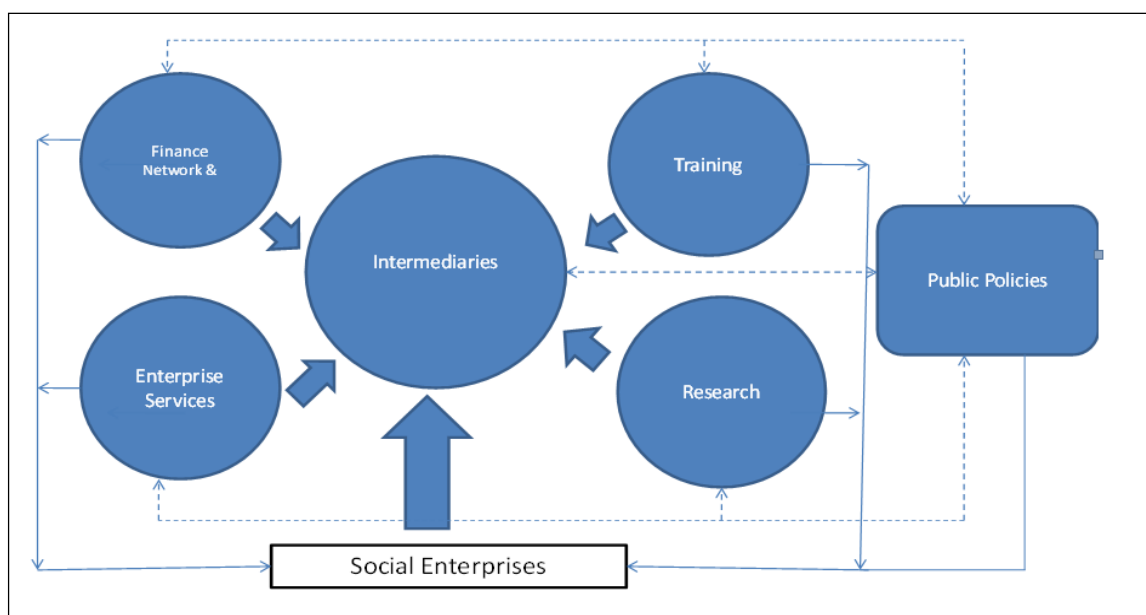 Finance
Network &
Training
Intermediaries
Public Policies
Enterprise
Services
Research
Social Enterprises